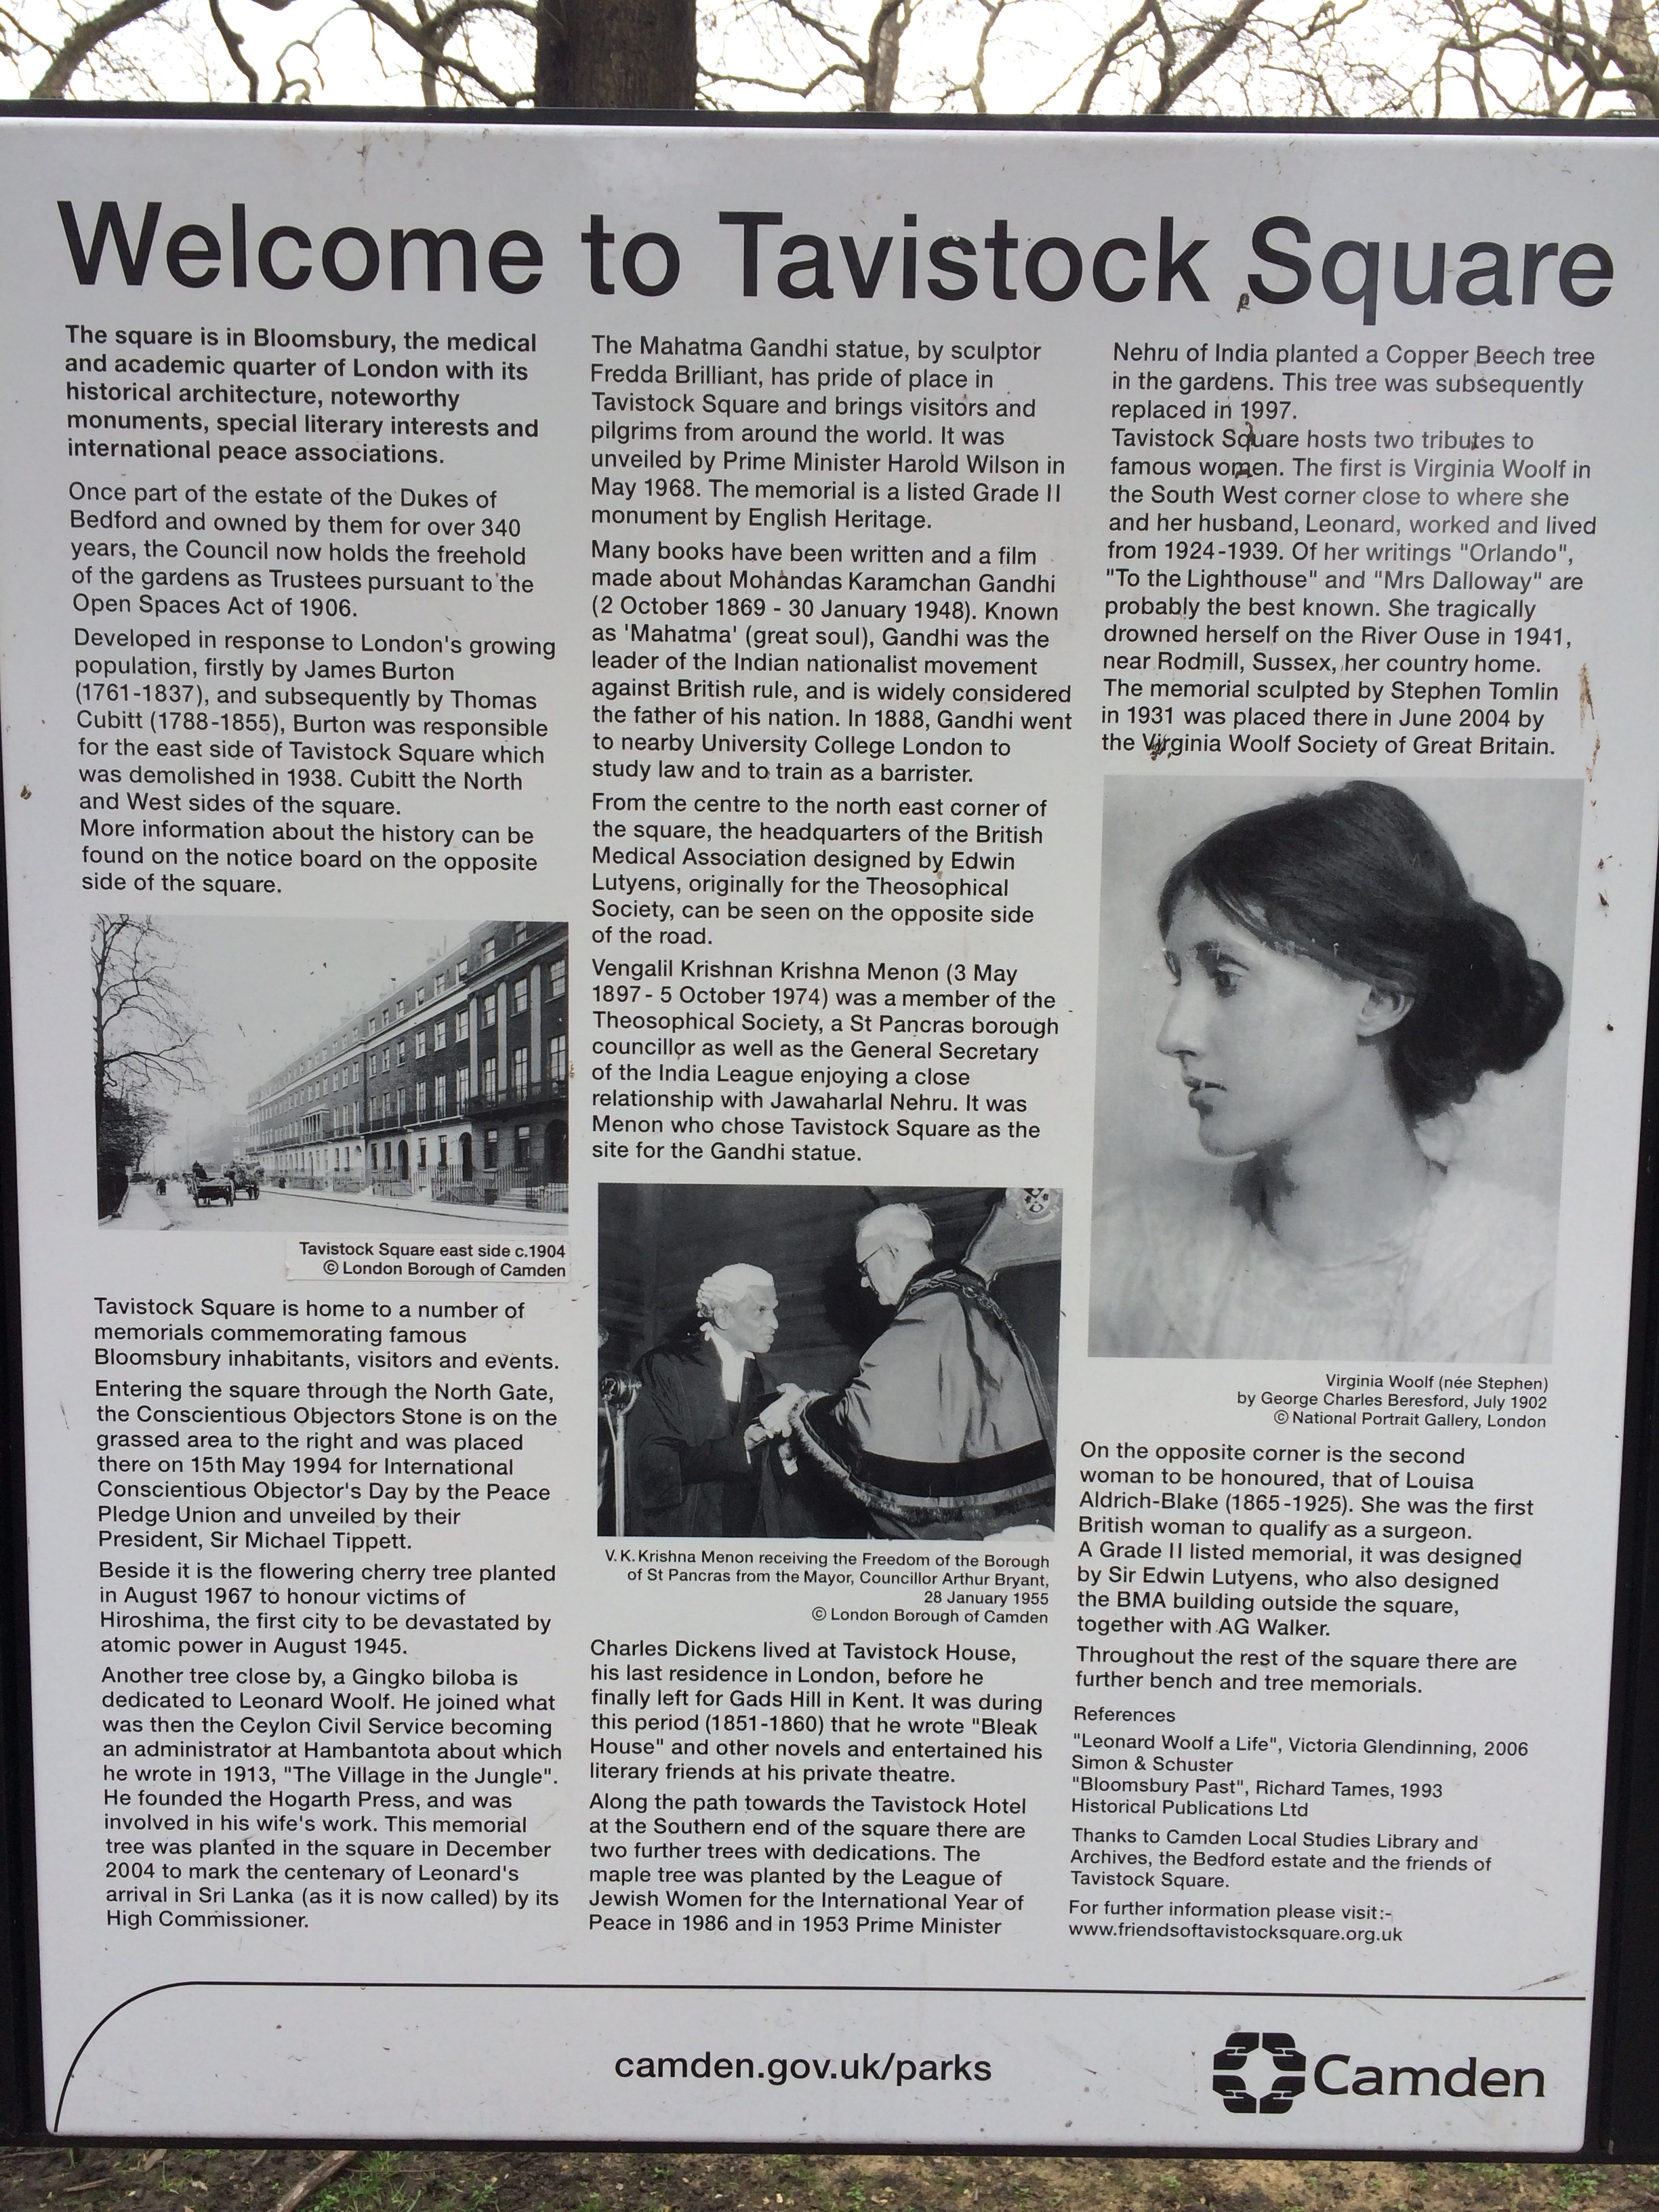 Welcome to Tavistock Square
The square is in Bloomsbury, the medical
and academic quarter of London with its
historical architecture, noteworthy
monuments, special literary interests and
international peace associations.
Once part of the estate of the Dukes of
Bedford and owned by them for over 340
years, the Council now holds the freehold
of the gardens as Trustees pursuant to the
Open Spaces Act of 1906.
Developed in response to London's growing
population, firstly by James Burton
(1761-1837), and subsequently by Thomas
Cubitt (1788-1855), Burton was responsible
for the east side of Tavistock Square which
was demolished in 1938. Cubitt the North
and West sides of the square.
More information about the history can be
found on the notice board on the opposite
side of the square.
Tavistock Square east side c.1904
© London Borough of Camden
Tavistock Square is home to a number of
memorials commemorating famous
Bloomsbury inhabitants, visitors and events.
Entering the square through the North Gate,
the Conscientious Objectors Stone is on the
grassed area to the right and was placed
there on 15th May 1994 for International
Conscientious Objector's Day by the Peace
Pledge Union and unveiled by their
President, Sir Michael Tippett.
Beside it is the flowering cherry tree planted
in August 1967 to honour victims of
Hiroshima, the first city to be devastated by
atomic power in August 1945.
Another tree close by, a Gingko biloba is
dedicated to Leonard Woolf. He joined what
was then the Ceylon Civil Service becoming
an administrator at Hambantota about which
he wrote in 1913, "The Village in the Jungle".
He founded the Hogarth Press, and was
involved in his wife's work. This memorial
tree was planted in the square in December
2004 to mark the centenary of Leonard's
arrival in Sri Lanka (as it is now called) by its
High Commissioner.
The Mahatma Gandhi statue, by sculptor
Fredda Brilliant, has pride of place in
Tavistock Square and brings visitors and
pilgrims from around the world. It was
unveiled by Prime Minister Harold Wilson in
May 1968. The memorial is a listed Grade II
monument by English Heritage.
Many books have been written and a film
made about Mohandas Karamchan Gandhi
(2 October 1869 - 30 January 1948). Known
as 'Mahatma' (great soul), Gandhi was the
leader of the Indian nationalist movement
against British rule, and is widely considered
the father of his nation. In 1888, Gandhi went
to nearby University College London to
study law and to train as a barrister.
From the centre to the north east corner of
the square, the headquarters of the British
Medical Association designed by Edwin
Lutyens, originally for the Theosophical
Society, can be seen on the opposite side
of the road.
Vengalil Krishnan Krishna Menon (3 May
1897- 5 October 1974) was a member of the
Theosophical Society, a St Pancras borough
councillor as well as the General Secretary
of the India League enjoying a close
relationship with Jawaharlal Nehru. It was
Menon who chose Tavistock Square as the
site for the Gandhi statue.
V. K. Krishna Menon receiving the Freedom of the Borough
of St Pancras from the Mayor, Councillor Arthur Bryant,
28 January 1955
© London Borough of Camden
Charles Dickens lived at Tavistock House,
his last residence in London, before he
finally left for Gads Hill in Kent. It was during
this period (1851-1860) that he wrote "Bleak
House" and other novels and entertained his
literary friends at his private theatre.
Along the path towards the Tavistock Hotel
at the Southern end of the square there are
two further trees with dedications. The
maple tree was planted by the League of
Jewish Women for the International Year of
Peace in 1986 and in 1953 Prime Minister
Nehru of India planted a Copper Beech tree
in the gardens. This tree was subsequently
replaced in 1997.
Tavistock Square hosts two tributes to
famous women. The first is Virginia Woolf in
the South West corner close to where she
and her husband, Leonard, worked and lived
from 1924-1939. Of her writings "Orlando",
"To the Lighthouse" and "Mrs Dalloway" are
probably the best known. She tragically
drowned herself on the River Ouse in 1941,
near Rodmill, Sussex, her country home.
The memorial sculpted by Stephen Tomlin
in 1931 was placed there in June 2004 by
the Virginia Woolf Society of Great Britain.
Virginia Woolf (née Stephen)
by George Charles Beresford, July 1902
© National Portrait Gallery, London
On the opposite corner is the second
woman to be honoured, that of Louisa
Aldrich-Blake (1865-1925). She was the first
British woman to qualify as a surgeon.
A Grade II listed memorial, it was designed
by Sir Edwin Lutyens, who also designed
the BMA building outside the square,
together with AG Walker.
Throughout the rest of the square there are
further bench and tree memorials.
References
"Leonard Woolf a Life", Victoria Glendinning, 2006
Simon & Schuster
"Bloomsbury Past", Richard Tames, 1993
Historical Publications Ltd
Thanks to Camden Local Studies Library and
Archives, the Bedford estate and the friends of
Tavistock Square.
For further information please visit:-
www.friendsoftavistocksquare.org.uk
camden.gov.uk/parks
Camden